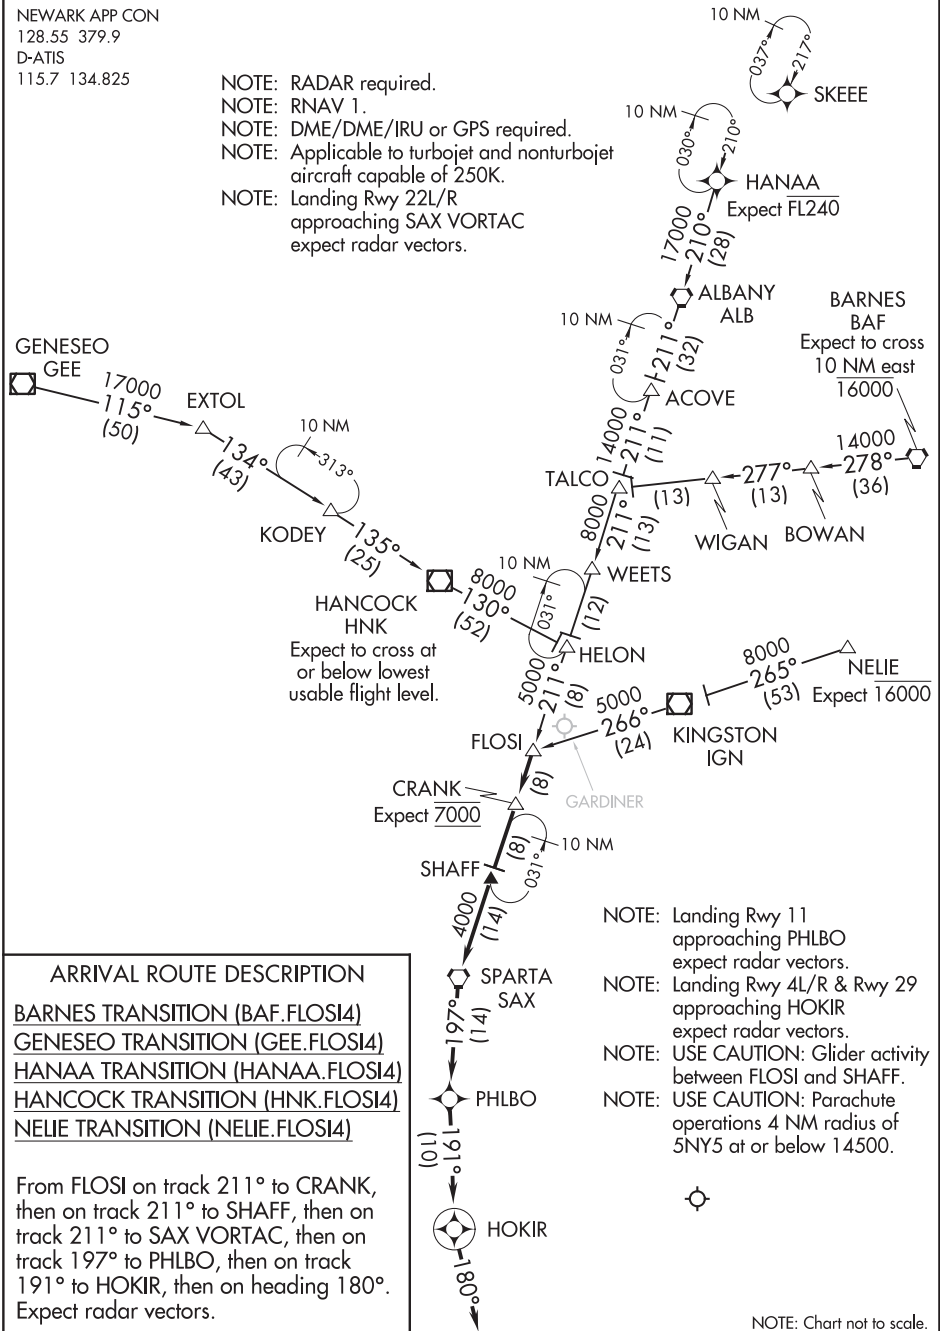 NEWARK APP CON
128.55 379.9
D-ATIS
115.7 134.825
NOTE: RADAR required.
NOTE: RNAV 1.
NOTE: DME/DME/IRU or GPS required.
NOTE: Applicable to turbojet and nonturbojet
aircraft capable of 250K.
NOTE: Landing Rwy 22L/R
approaching SAX VORTAC
expect radar vectors.
10 NM
037°
217°
SKEEE
10 NM
030°
210°
HANAA
Expect FL240
17000
210°
(28)
ALBANY
ALB
10 NM
031°
211°
(32)
ACOVE
BARNES
BAF
Expect to cross
10 NM east
16000
GENESEO
GEE
17000
115°
(50)
EXTOL
134°
(43)
10 NM
313°
KODEY
135°
(25)
14000
211°
(11)
TALCO
(13)
WIGAN
277°
(13)
BOWAN
14000
278°
(36)
8000
211°
(13)
WEETS
HANCOCK
HNK
Expect to cross at
or below lowest
usable flight level.
8000
130°
(52)
10 NM
031°
(12)
HELON
5000
211°
(8)
8000
265°
(53)
NELIE
Expect 16000
5000
266°
(24)
KINGSTON
IGN
FLOSI
GARDINER
(8)
CRANK
Expect 7000
(8)
10 NM
031°
SHAFF
4000
(14)
SPARTA
SAX
197°
(14)
PHLBO
191°
(10)
HOKIR
180°
NOTE: Landing Rwy 11
approaching PHLBO
expect radar vectors.
NOTE: Landing Rwy 4L/R & Rwy 29
approaching HOKIR
expect radar vectors.
NOTE: USE CAUTION: Glider activity
between FLOSI and SHAFF.
NOTE: USE CAUTION: Parachute
operations 4 NM radius of
5NY5 at or below 14500.
ARRIVAL ROUTE DESCRIPTION
BARNES TRANSITION (BAF.FLOSI4)
GENESEO TRANSITION (GEE.FLOSI4)
HANAA TRANSITION (HANAA.FLOSI4)
HANCOCK TRANSITION (HNK.FLOSI4)
NELIE TRANSITION (NELIE.FLOSI4)
From FLOSI on track 211° to CRANK,
then on track 211° to SHAFF, then on
track 211° to SAX VORTAC, then on
track 197° to PHLBO, then on track
191° to HOKIR, then on heading 180°.
Expect radar vectors.
NOTE: Chart not to scale.